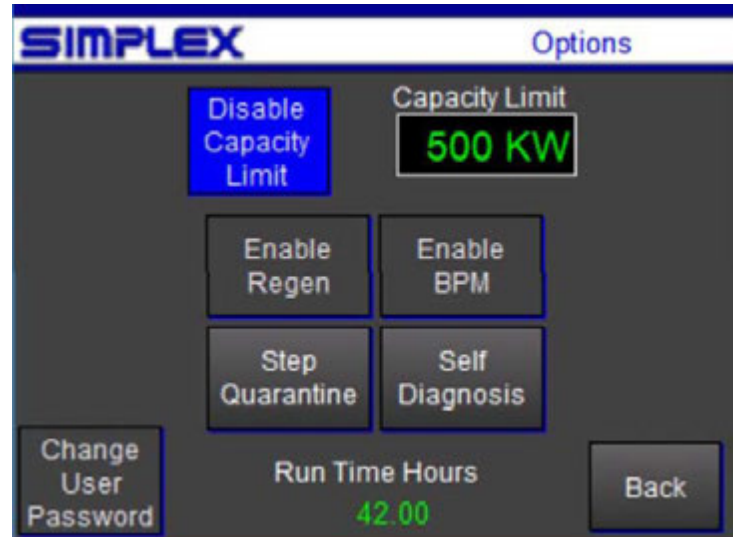 SIMPLEX
Options
Disable
Capacity
Limit
Capacity Limit
500 KW
Enable
Regen
Enable
BPM
Step
Quarantine
Self
Diagnosis
Change
User
Password
Run Time Hours
42.00
Back